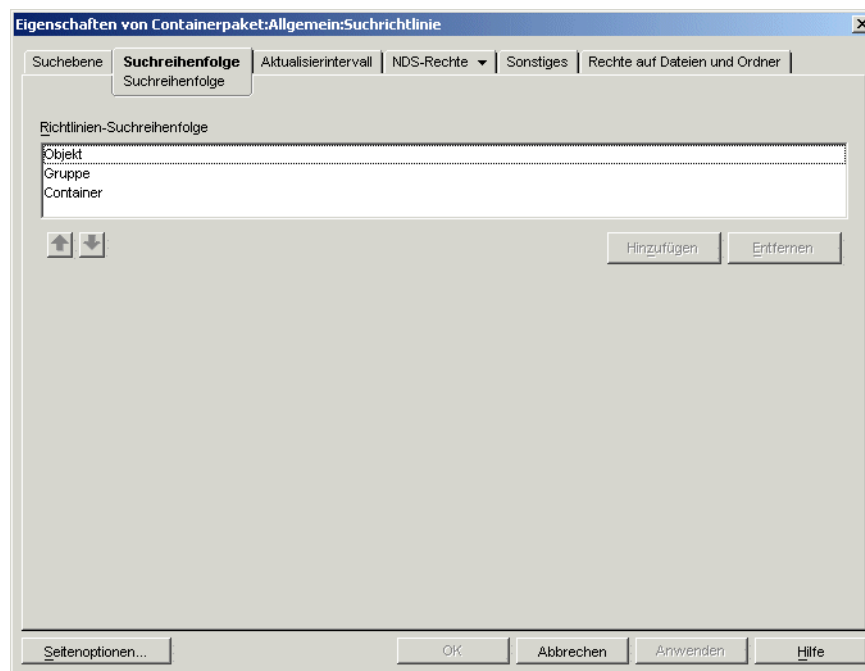 Eigenschaften von Containerpaket:Allgemein:Suchrichtlinie
Suchebene Suchreihenfolge Aktualisierintervall NDS-Rechte Sonstiges Rechte auf Dateien und Ordner
Suchreihenfolge
Richtlinien-Suchreihenfolge
Objekt
Gruppe
Container
Hinzufügen Entfernen
Seitenoptionen... OK Abbrechen Anwenden Hilfe